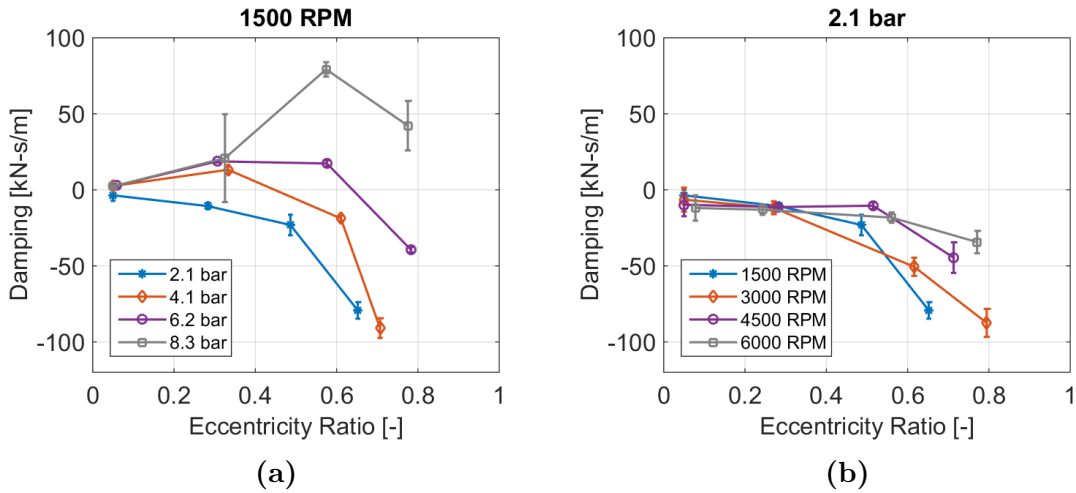 1500 RPM
100
50
0
-50
-100
Damping [kN-s/m]
2.1 bar
4.1 bar
6.2 bar
8.3 bar
0 0.2 0.4 0.6 0.8 1
Eccentricity Ratio [-]
(a)
2.1 bar
100
50
0
-50
-100
Damping [kN-s/m]
1500 RPM
3000 RPM
4500 RPM
6000 RPM
0 0.2 0.4 0.6 0.8 1
Eccentricity Ratio [-]
(b)